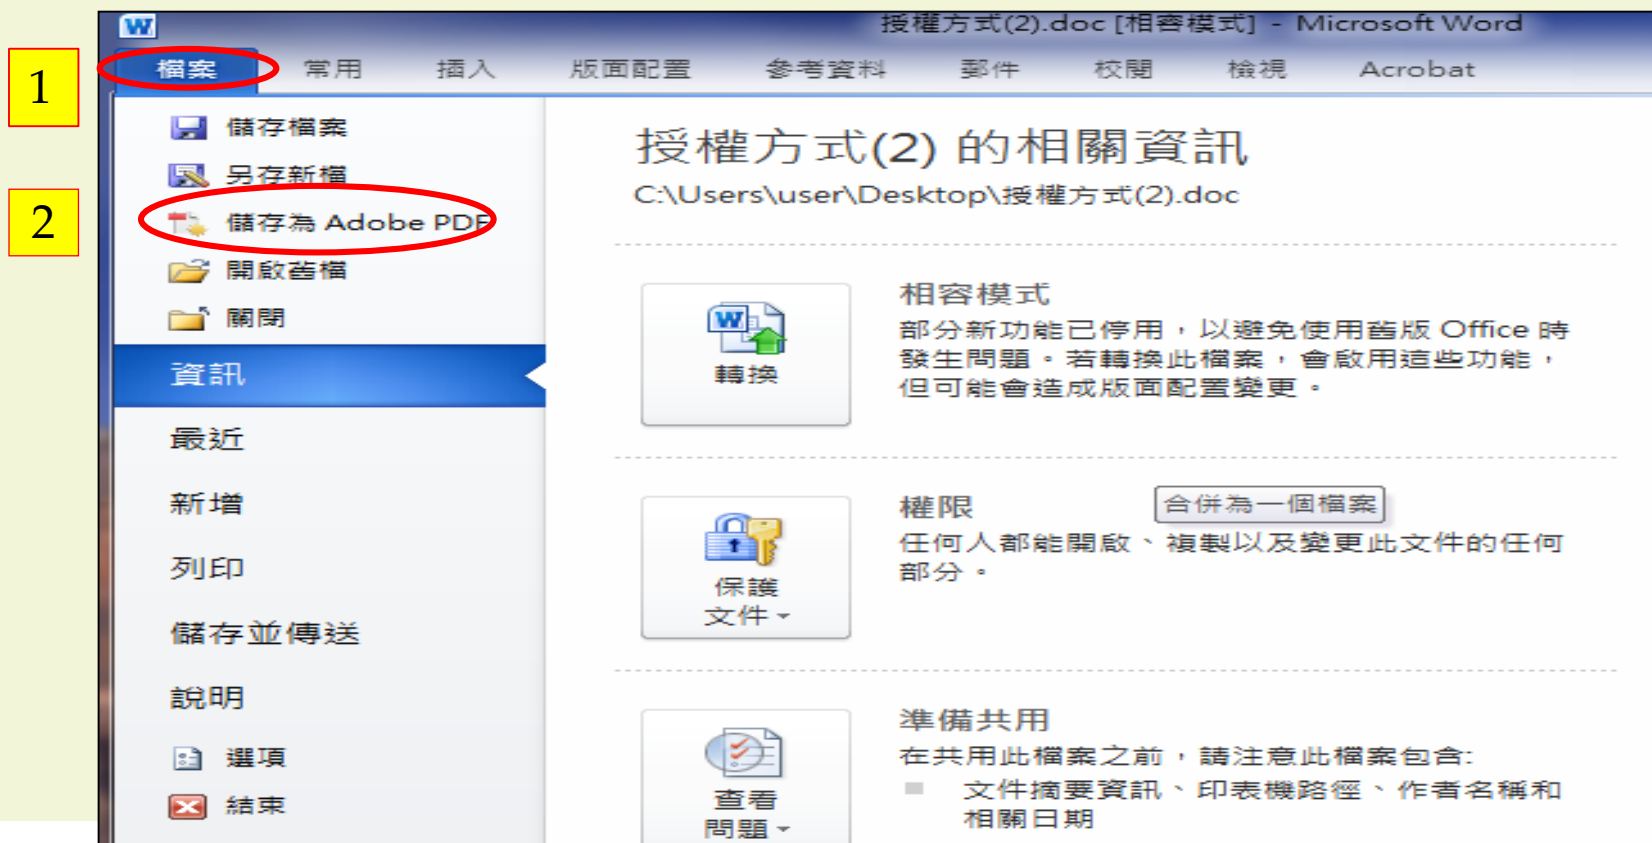 授權方式(2).doc [相容模式] - Microsoft Word
1
檔案 常用 插入 版面配置 參考資料 郵件 校閱 檢視 Acrobat
儲存檔案
另存新檔
2
儲存為 Adobe PDF
開啟舊檔
關閉
資訊
最近
新增
列印
儲存並傳送
說明
選項
結束
授權方式(2) 的相關資訊
C:\Users\user\Desktop\授權方式(2).doc
轉換
相容模式
部分新功能已停用，以避免使用舊版 Office 時
發生問題。若轉換此檔案，會啟用這些功能，
但可能會造成版面配置變更。
保護
文件
權限
合併為一個檔案
任何人都能開啟、複製以及變更此文件的任何
部分。
查看
問題
準備共用
在共用此檔案之前，請注意此檔案包含:
文件摘要資訊、印表機路徑、作者名稱和
相關日期